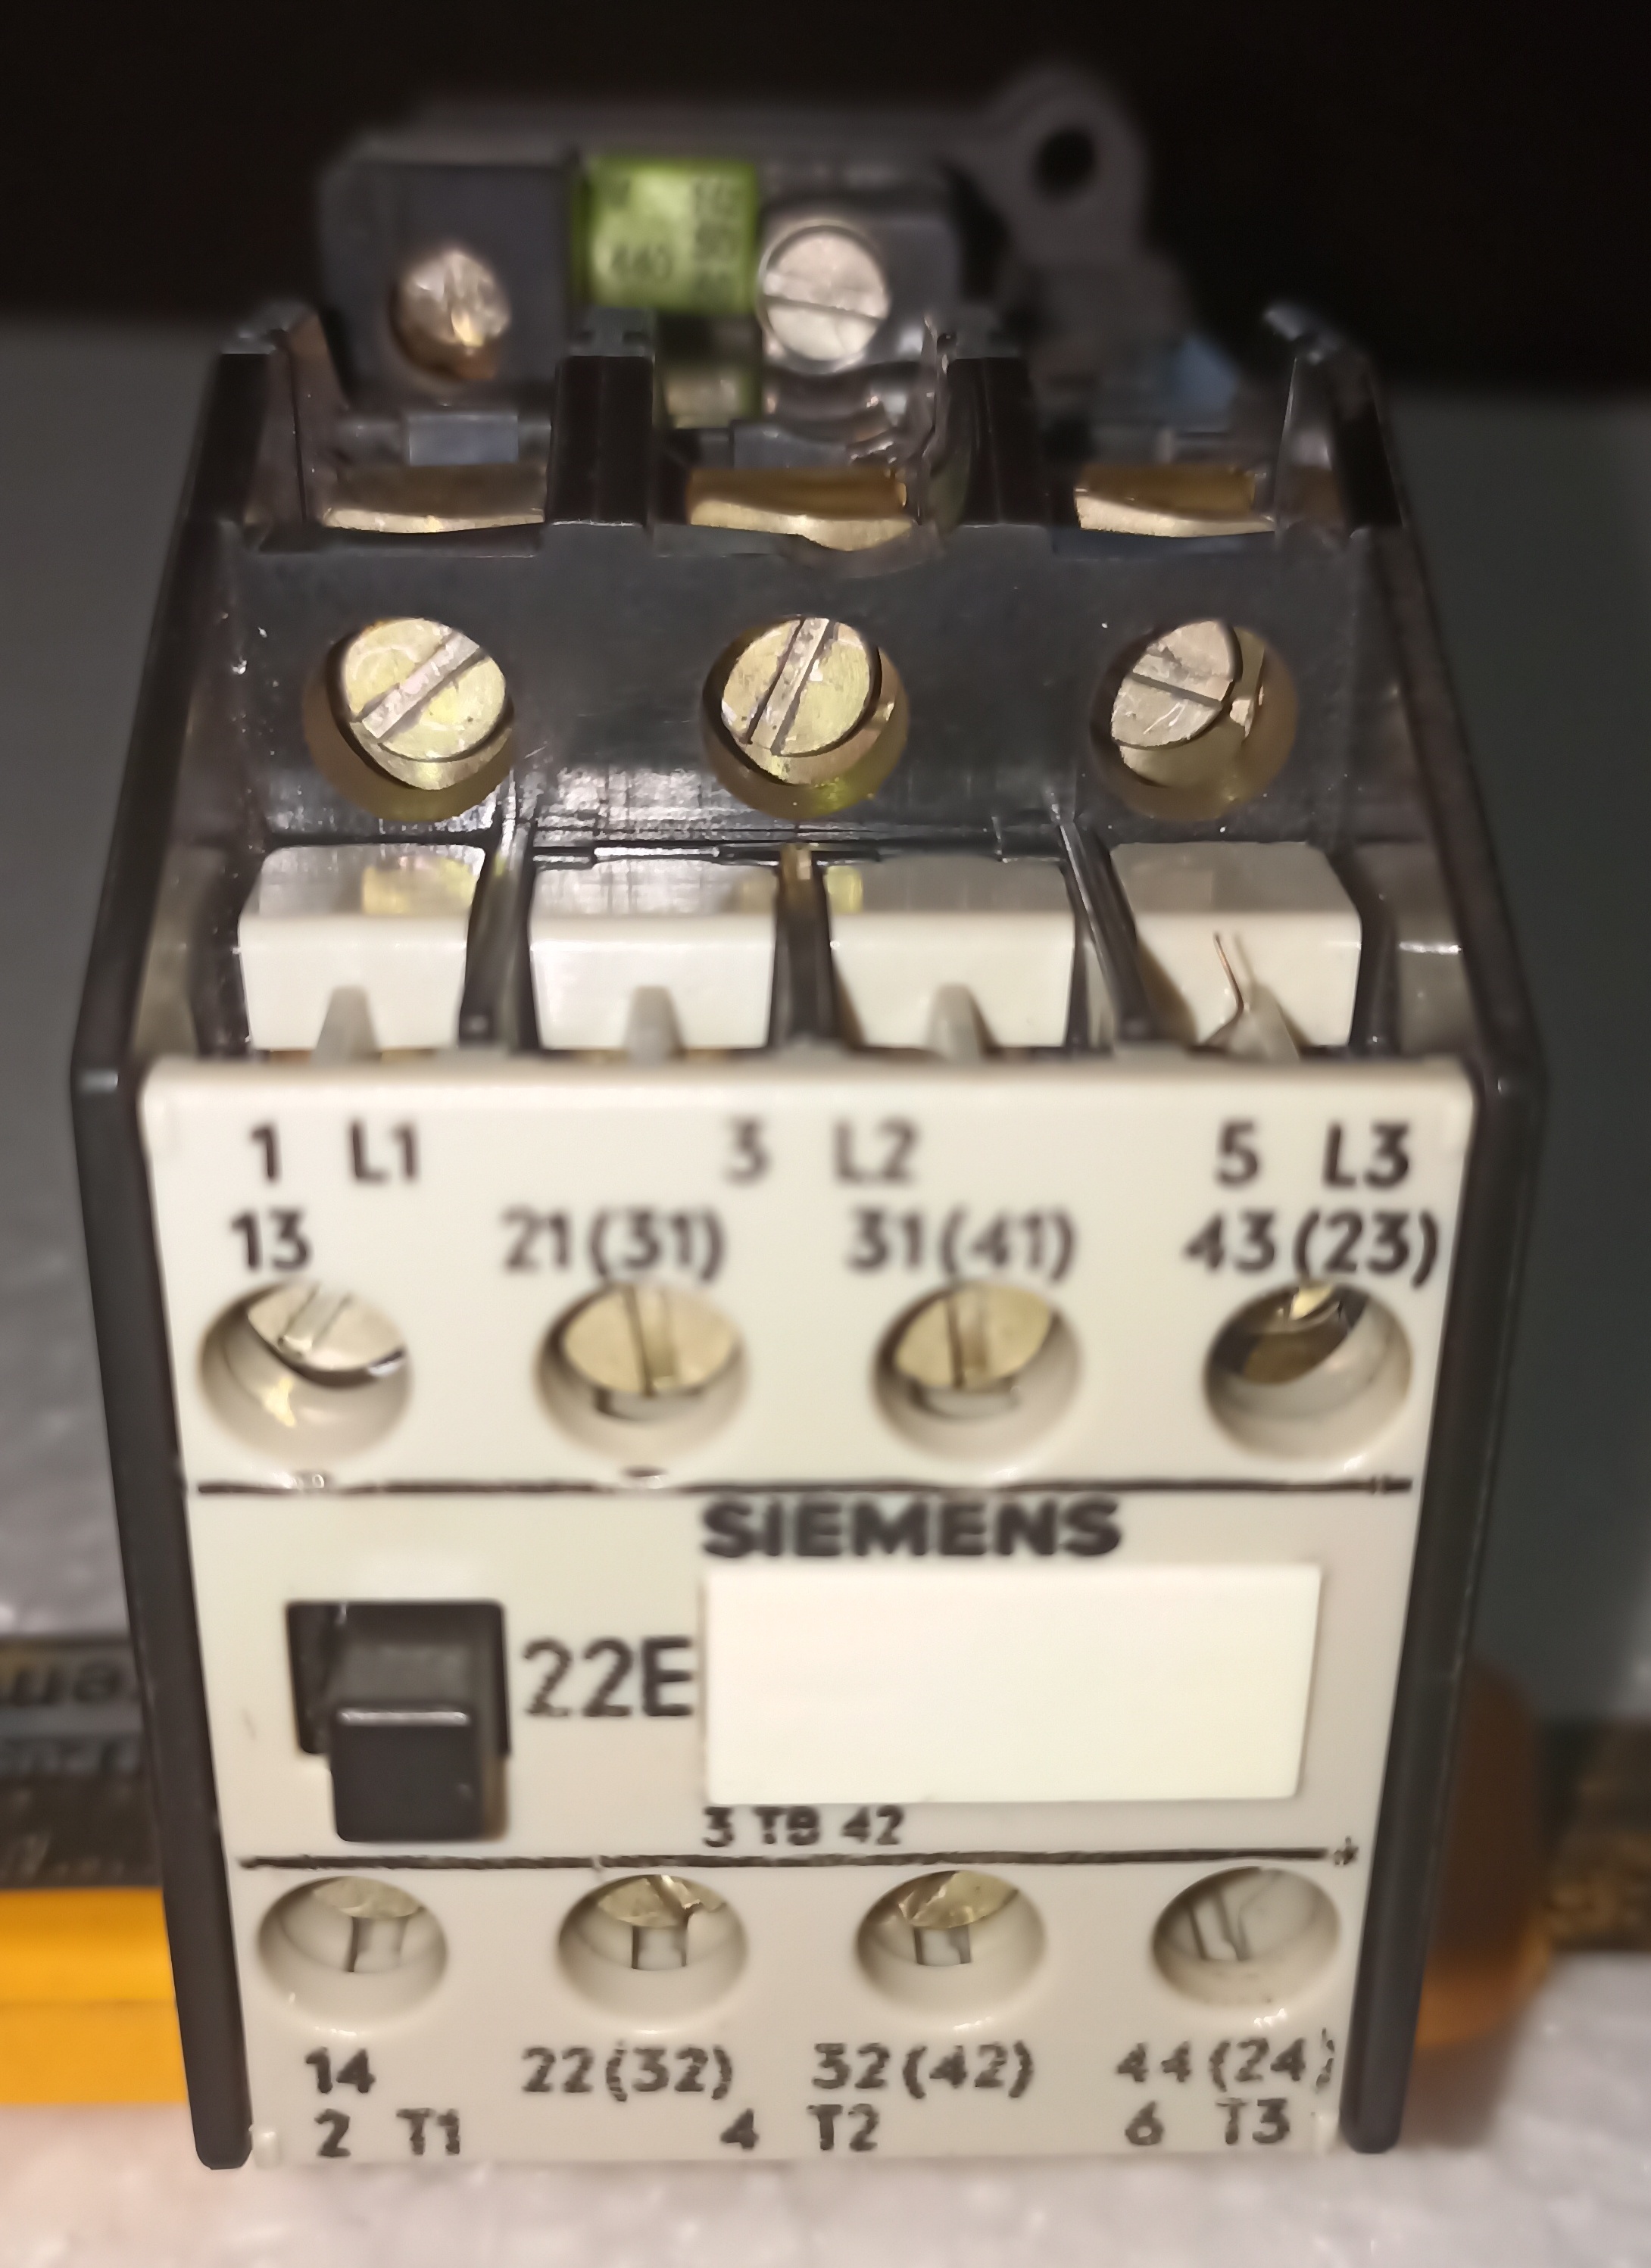 1 L1 3 L2 5 L3
13 21(31) 31(41) 43(23)
SIEMENS
22E
3 TB 42
14 22(32) 32(42) 44(24)
2 T1 4 T2 6 T3